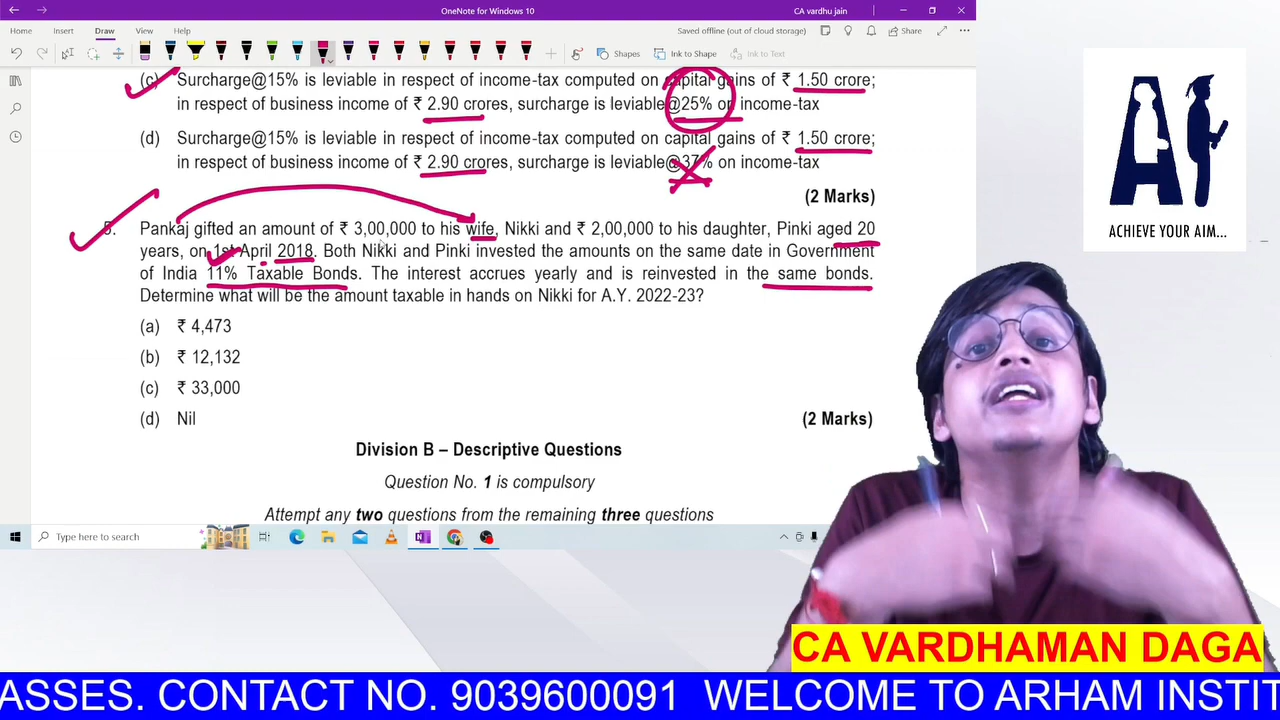 OneNote for Windows 10
CA vardhu jain
Home
Insert
Draw
View
Help
Saved offline (out of cloud storage)
Share
Shapes
Ink to Shape
Ink to Text
(c) Surcharge@15% is leviable in respect of income-tax computed on capital gains of ₹ 1.50 crore;
in respect of business income of ₹ 2.90 crores, surcharge is leviable@25% on income-tax
(d) Surcharge@15% is leviable in respect of income-tax computed on capital gains of ₹ 1.50 crore;
in respect of business income of ₹ 2.90 crores, surcharge is leviable@37% on income-tax
(2 Marks)
5. Pankaj gifted an amount of ₹ 3,00,000 to his wife, Nikki and ₹ 2,00,000 to his daughter, Pinki aged 20
years, on 1st April 2018. Both Nikki and Pinki invested the amounts on the same date in Government
of India 11% Taxable Bonds. The interest accrues yearly and is reinvested in the same bonds.
Determine what will be the amount taxable in hands on Nikki for A.Y. 2022-23?
(a) ₹ 4,473
(b) ₹ 12,132
(c) ₹ 33,000
(d) Nil
(2 Marks)
Division B – Descriptive Questions
Question No. 1 is compulsory
Attempt any two questions from the remaining three questions
Type here to search
A
ACHIEVE YOUR AIM...
CA VARDHAMAN DAGA
ASSES. CONTACT NO. 9039600091 WELCOME TO ARHAM INSTIT